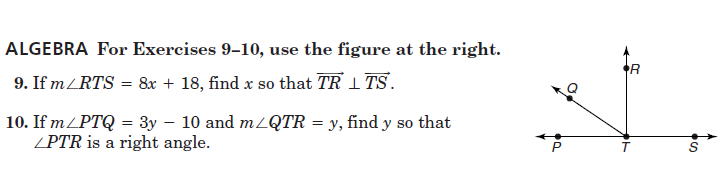 ALGEBRA For Exercises 9–10, use the figure at the right.
9. If m∠RTS = 8x + 18, find x so that TR ⊥ TS.
10. If m∠PTQ = 3y − 10 and m∠QTR = y, find y so that
∠PTR is a right angle.
R
Q
P
T
S